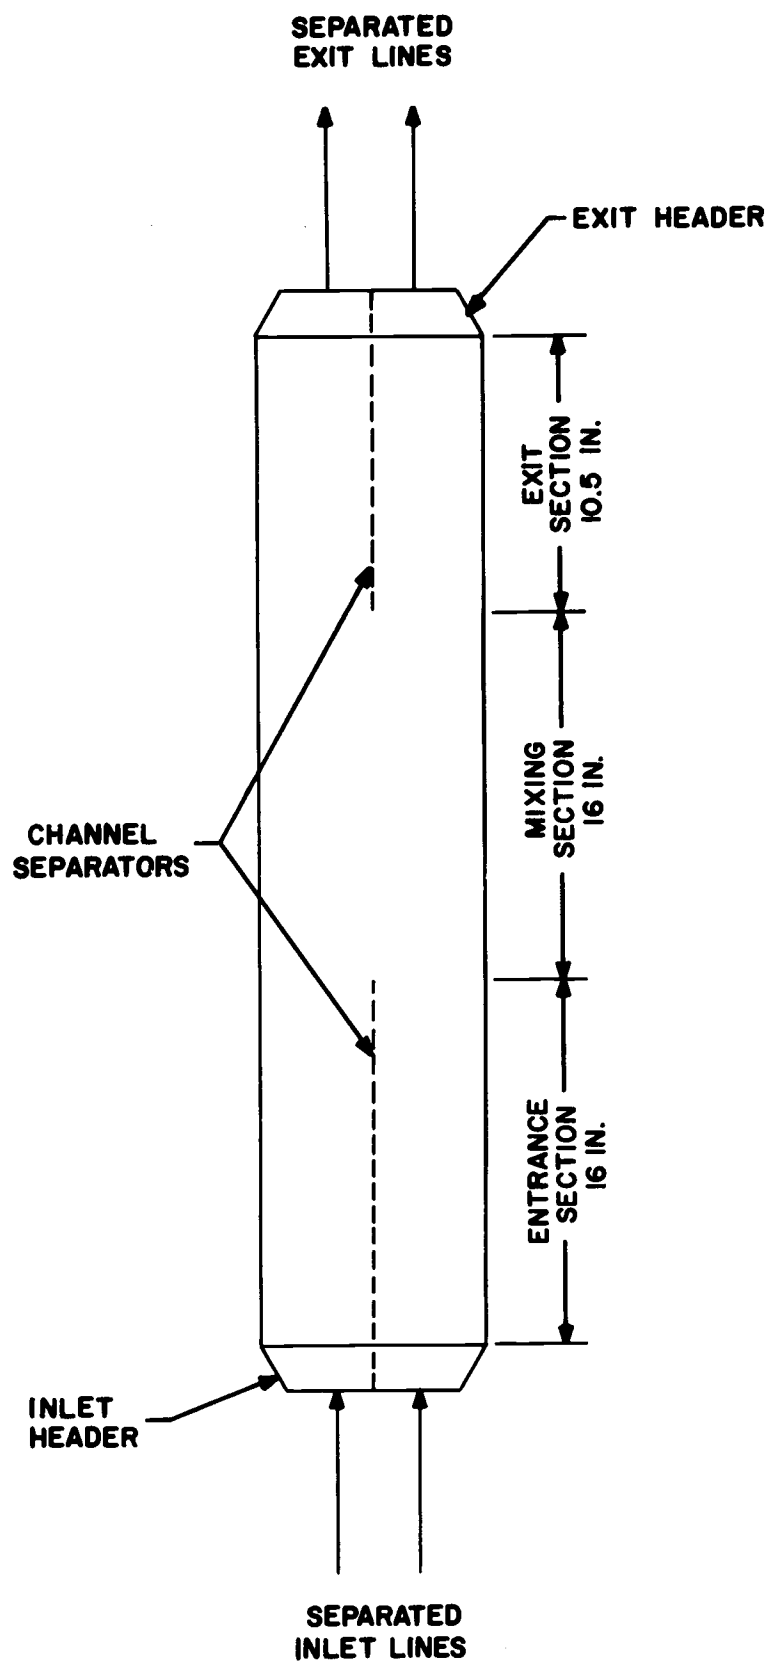 SEPARATED
EXIT LINES
EXIT HEADER
EXIT
SECTION
10.5 IN.
MIXING
SECTION
16 IN.
CHANNEL
SEPARATORS
ENTRANCE
SECTION
16 IN.
INLET
HEADER
SEPARATED
INLET LINES